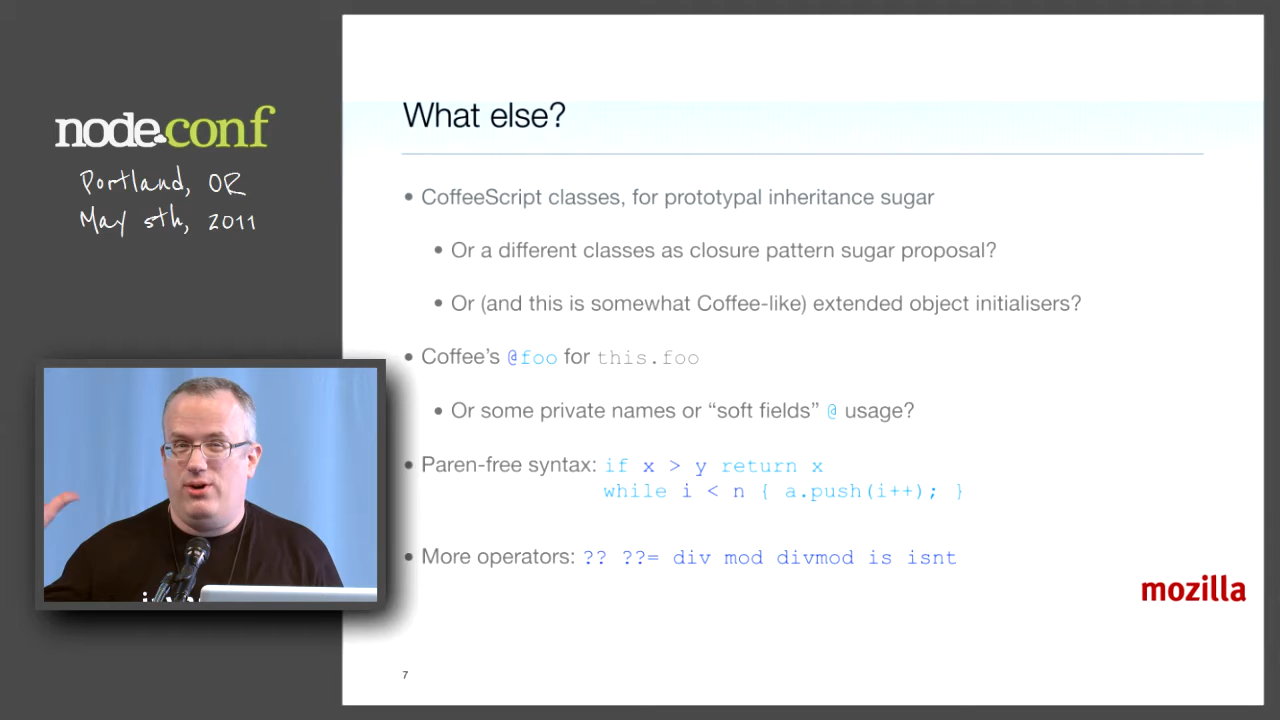 nodeconf
Portland, OR
May 5th, 2011
What else?
• CoffeeScript classes, for prototypal inheritance sugar
• Or a different classes as closure pattern sugar proposal?
• Or (and this is somewhat Coffee-like) extended object initialisers?
• Coffee’s @foo for this.foo
• Or some private names or “soft fields” @ usage?
• Paren-free syntax: if x > y return x
while i < n { a.push(i++); }
• More operators: ?? ??= div mod divmod is isnt
mozilla
7